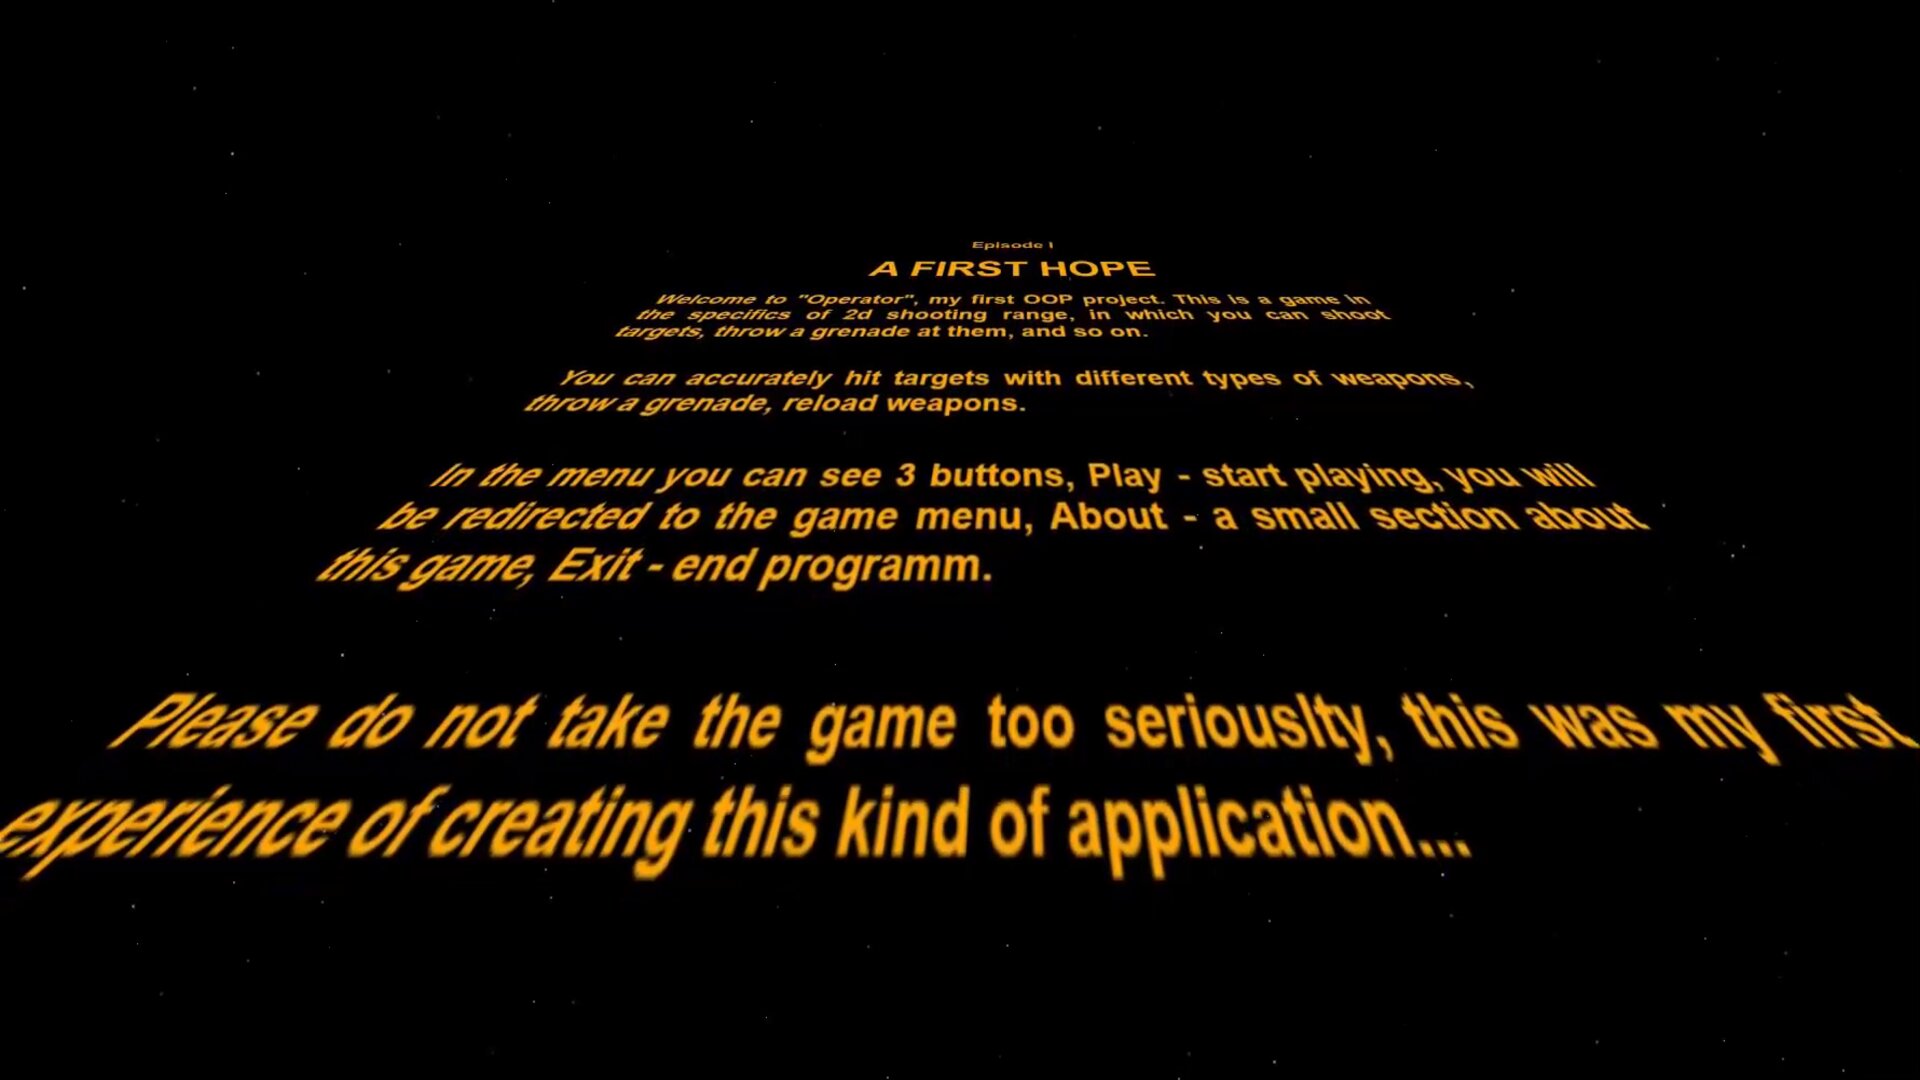 Episode I
A FIRST HOPE
Welcome to "Operator", my first OOP project. This is a game in
the specifics of 2d shooting range, in which you can shoot
targets, throw a grenade at them, and so on.
You can accurately hit targets with different types of weapons,
throw a grenade, reload weapons.
In the menu you can see 3 buttons, Play - start playing, you will
be redirected to the game menu, About - a small section about
this game, Exit - end programm.
Please do not take the game too seriouslty, this was my first
experience of creating this kind of application...